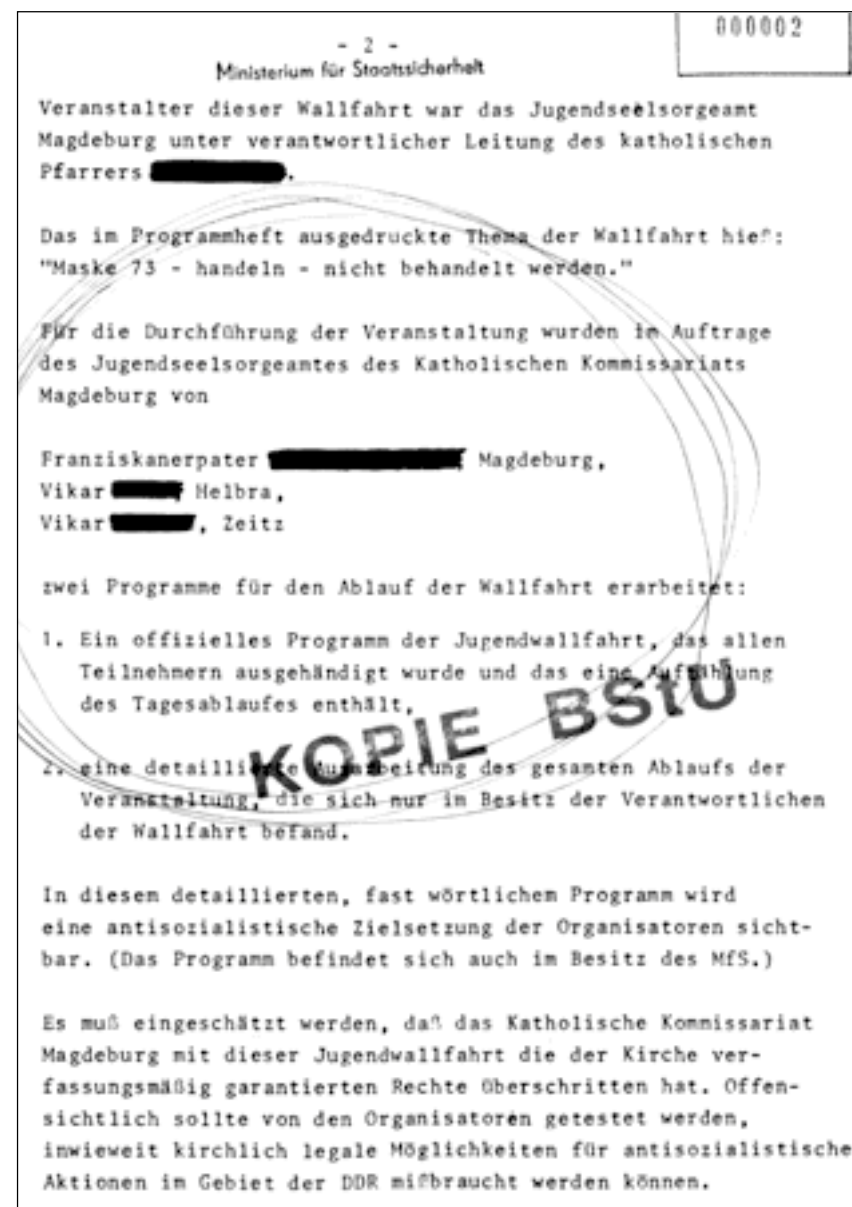 000002
- 2 -
Ministerium für Staatssicherheit
Veranstalter dieser Wallfahrt war das Jugendseelsorgeamt
Magdeburg unter verantwortlicher Leitung des katholischen
Pfarrers .
Das im Programmheft ausgedruckte Thema der Wallfahrt hieß:
"Maske 73 - handeln - nicht behandelt werden."
Für die Durchführung der Veranstaltung wurden im Auftrage
des Jugendseelsorgeamtes des Katholischen Kommissariats
Magdeburg von
Franziskanerpater Magdeburg,
Vikar Helbra,
Vikar , Zeitz
zwei Programme für den Ablauf der Wallfahrt erarbeitet:
1. Ein offizielles Programm der Jugendwallfahrt, das allen
Teilnehmern ausgehändigt wurde und das eine Aufzählung
des Tagesablaufes enthält,
KOPIE BStU
2. eine detaillierte Ausarbeitung des gesamten Ablaufs der
Veranstaltung, die sich nur im Besitz der Verantwortlichen
der Wallfahrt befand.
In diesem detaillierten, fast wörtlichem Programm wird
eine antisozialistische Zielsetzung der Organisatoren sicht-
bar. (Das Programm befindet sich auch im Besitz des MfS.)
Es muß eingeschätzt werden, daß das Katholische Kommissariat
Magdeburg mit dieser Jugendwallfahrt die der Kirche ver-
fassungsmäßig garantierten Rechte überschritten hat. Offen-
sichtlich sollte von den Organisatoren getestet werden,
inwieweit kirchlich legale Möglichkeiten für antisozialistische
Aktionen im Gebiet der DDR mißbraucht werden können.